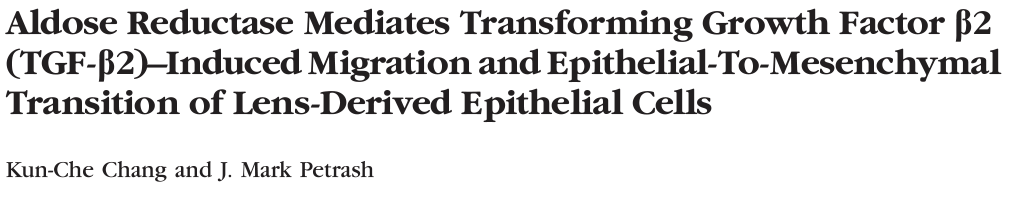 Aldose Reductase Mediates Transforming Growth Factor β2
(TGF-β2)–Induced Migration and Epithelial-To-Mesenchymal
Transition of Lens-Derived Epithelial Cells
Kun-Che Chang and J. Mark Petrash